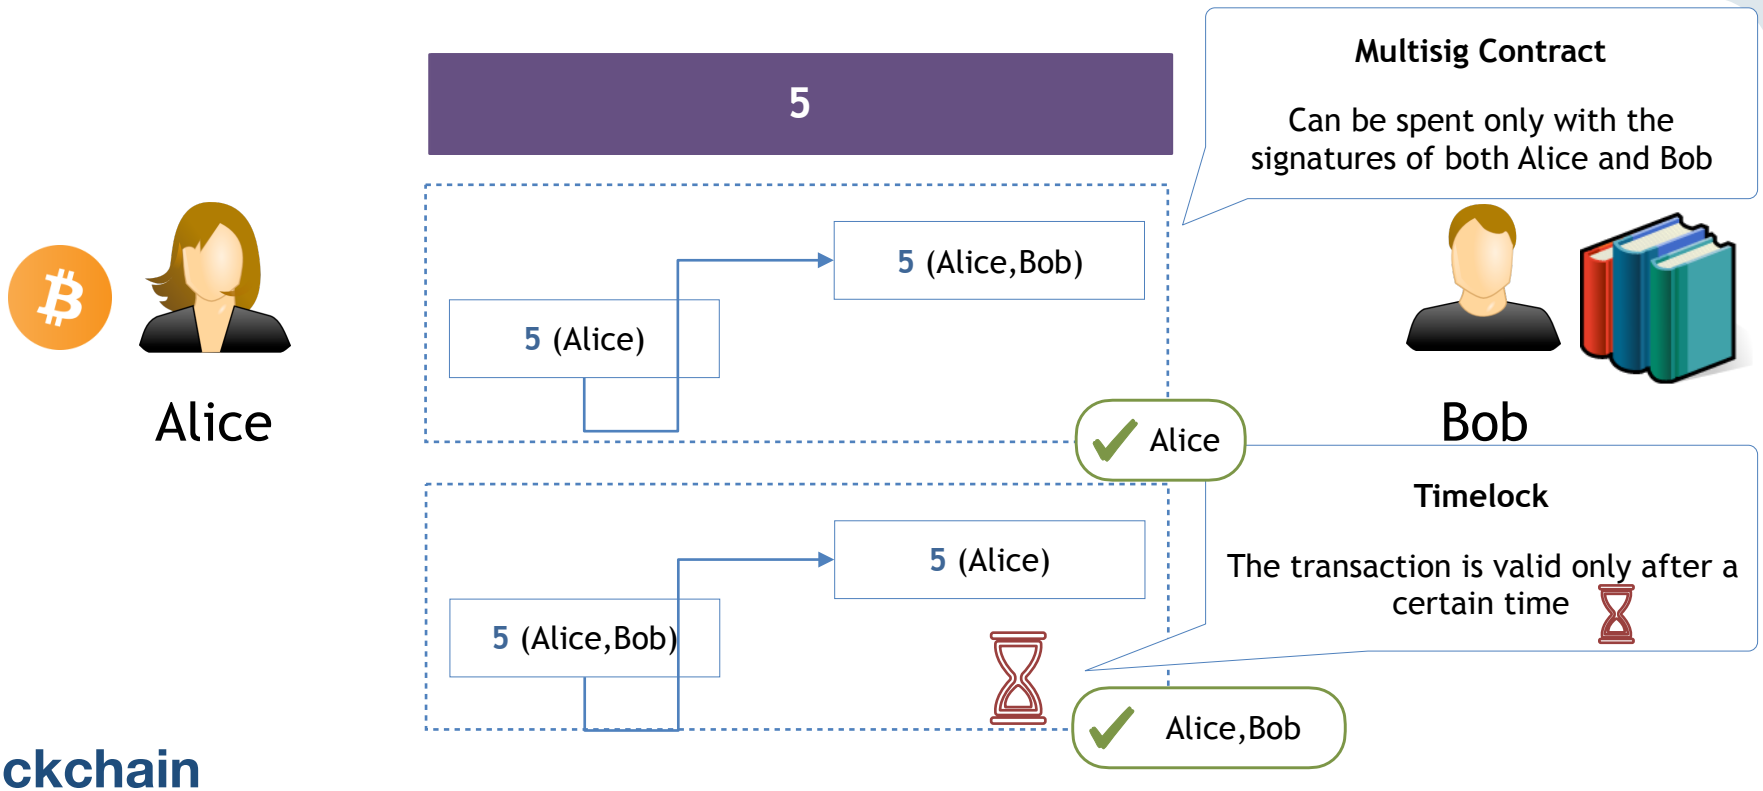 Multisig Contract
Can be spent only with the
signatures of both Alice and Bob
5
5 (Alice,Bob)
5 (Alice)
Alice
Bob
Alice
Timelock
The transaction is valid only after a
certain time
5 (Alice)
5 (Alice,Bob)
Alice,Bob
ckchain